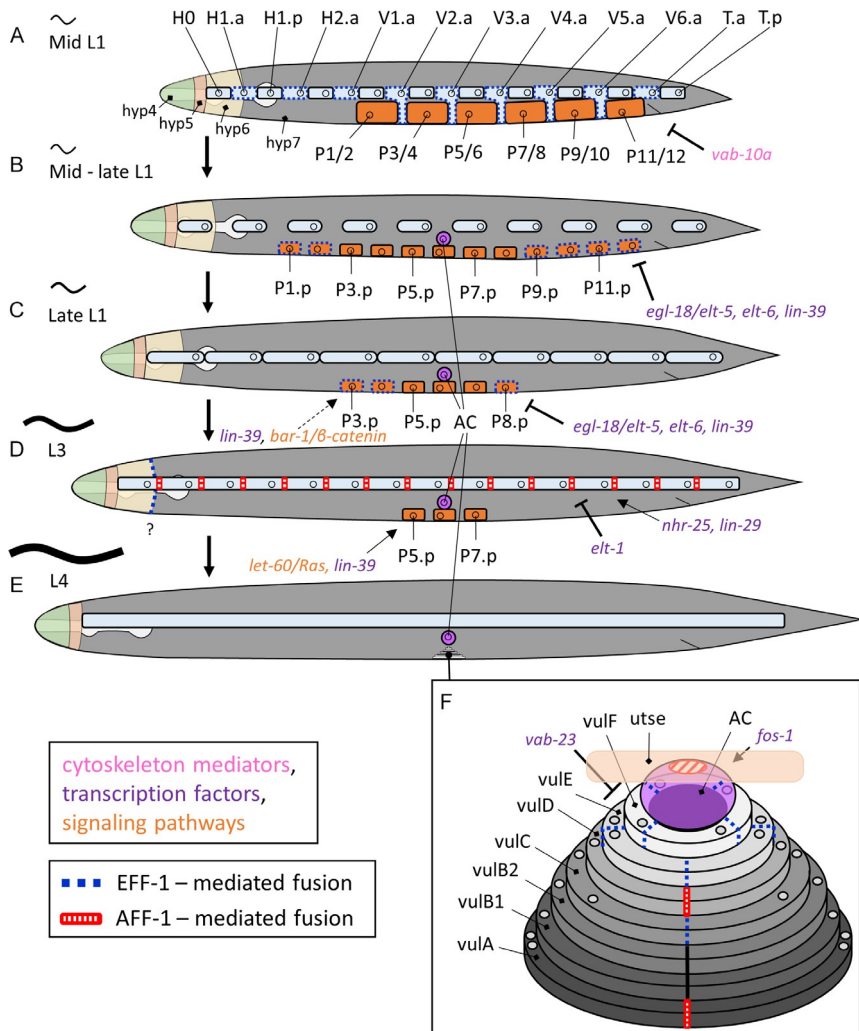 H0 H1.a H1.p H2.a V1.a V2.a V3.a V4.a V5.a V6.a T.a T.p
A
Mid L1
hyp4 hyp5 hyp6 hyp7
P1/2 P3/4 P5/6 P7/8 P9/10 P11/12
vab-10a
B
Mid - late L1
P1.p P3.p P5.p P7.p P9.p P11.p
egl-18/elt-5, elt-6, lin-39
C
Late L1
P3.p P5.p AC P8.p
lin-39, bar-1/β-catenin
egl-18/elt-5, elt-6, lin-39
D
L3
?
let-60/Ras, lin-39
P5.p P7.p
elt-1
nhr-25, lin-29
E
L4
F
vab-23
vulF utse AC
fos-1
vulE
vulD
vulC
vulB2
vulB1
vulA
cytoskeleton mediators,
transcription factors,
signaling pathways
EFF-1 – mediated fusion
AFF-1 – mediated fusion